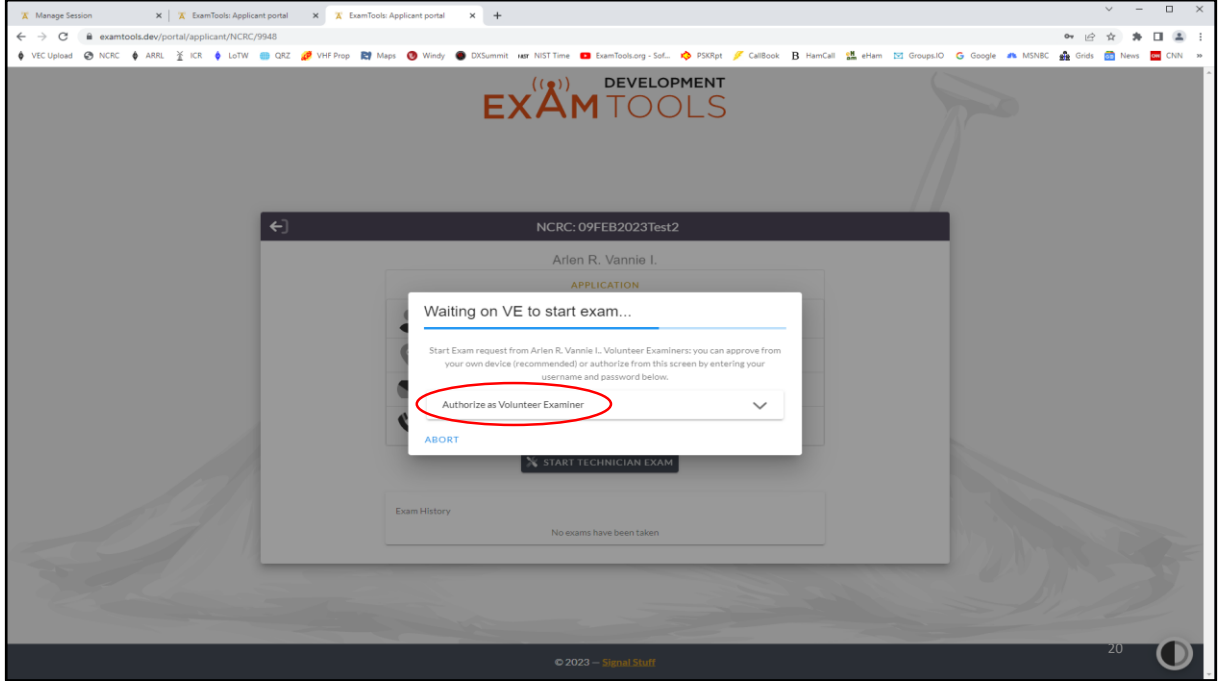 Manage Session
ExamTools: Applicant portal
ExamTools: Applicant portal
examtools.dev/portal/applicant/NCRC/9948
VEC Upload NCRC ARRL ICR LoTW QRZ VHF Prop Maps Windy DXSummit NIST NIST Time ExamTools.org - Sof... PSKRpt CallBook B HamCall eHam Groups.IO G Google MSNBC Grids News CNN CNN »
DEVELOPMENT
EXAMTOOLS
NCRC: 09FEB2023Test2
Arlen R. Vannie I.
APPLICATION
Waiting on VE to start exam...
Start Exam request from Arlen R. Vannie I.. Volunteer Examiners: you can approve from
your own device (recommended) or authorize from this screen by entering your
username and password below.
Authorize as Volunteer Examiner
ABORT
START TECHNICIAN EXAM
Exam History
No exams have been taken
20
© 2023 — Signal Stuff